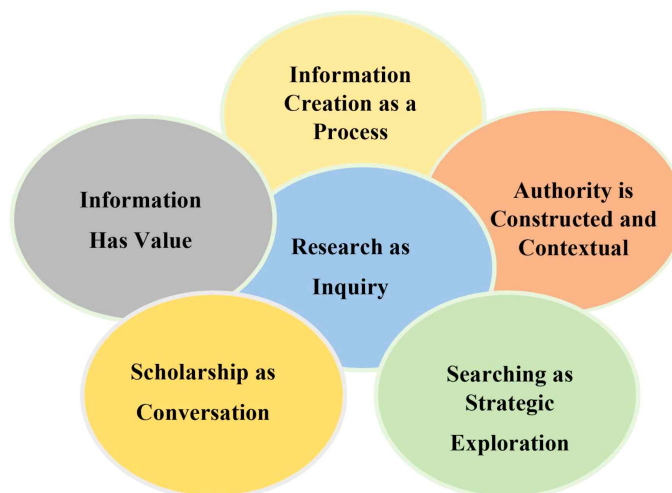 Information
Creation as a
Process
Information
Has Value
Authority is
Constructed and
Contextual
Research as
Inquiry
Scholarship as
Conversation
Searching as
Strategic
Exploration